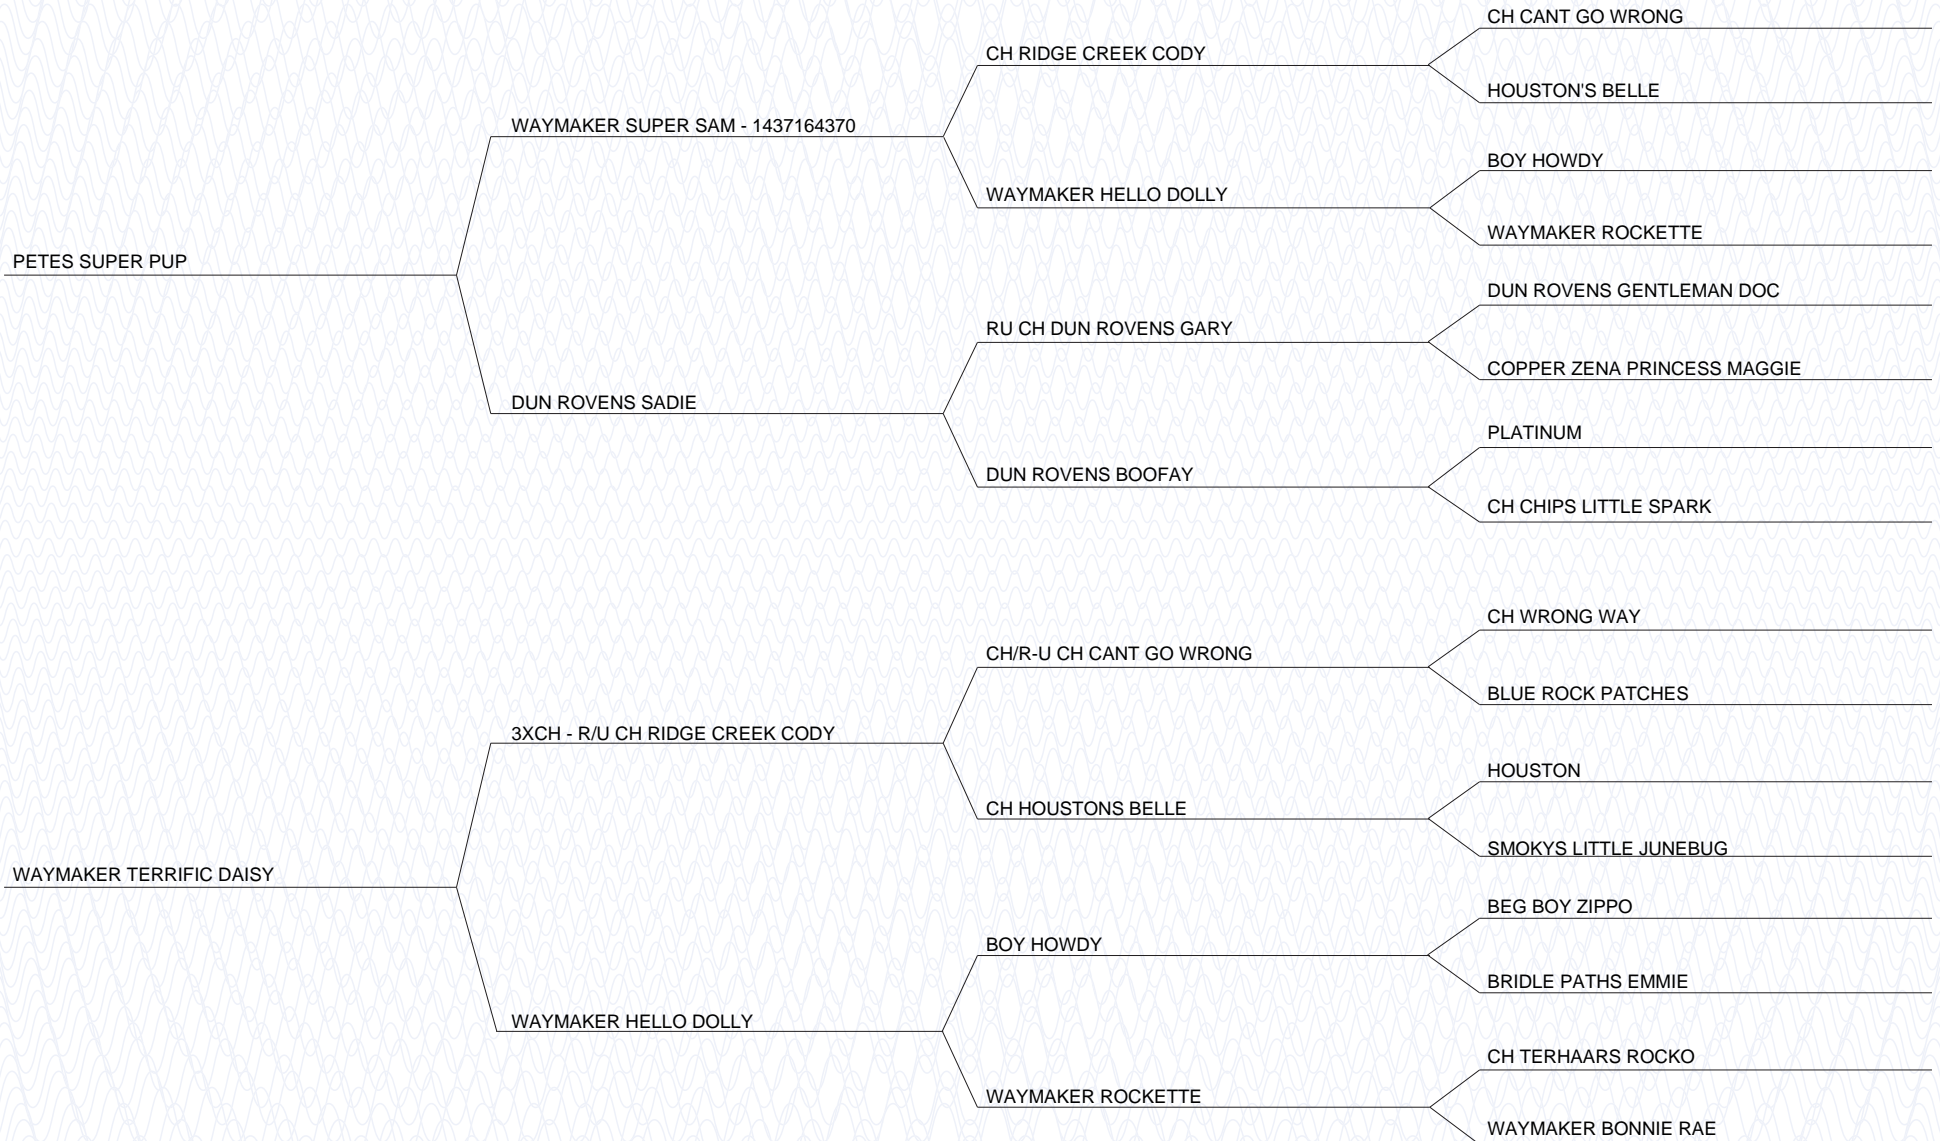 CH CANT GO WRONG
CH RIDGE CREEK CODY
HOUSTON'S BELLE
WAYMAKER SUPER SAM - 1437164370
BOY HOWDY
WAYMAKER HELLO DOLLY
WAYMAKER ROCKETTE
PETES SUPER PUP
DUN ROVENS GENTLEMAN DOC
RU CH DUN ROVENS GARY
COPPER ZENA PRINCESS MAGGIE
DUN ROVENS SADIE
PLATINUM
DUN ROVENS BOOFAY
CH CHIPS LITTLE SPARK
CH WRONG WAY
CH/R-U CH CANT GO WRONG
BLUE ROCK PATCHES
3XCH - R/U CH RIDGE CREEK CODY
HOUSTON
CH HOUSTONS BELLE
SMOKYS LITTLE JUNEBUG
WAYMAKER TERRIFIC DAISY
BEG BOY ZIPPO
BOY HOWDY
BRIDLE PATHS EMMIE
WAYMAKER HELLO DOLLY
CH TERHAARS ROCKO
WAYMAKER ROCKETTE
WAYMAKER BONNIE RAE